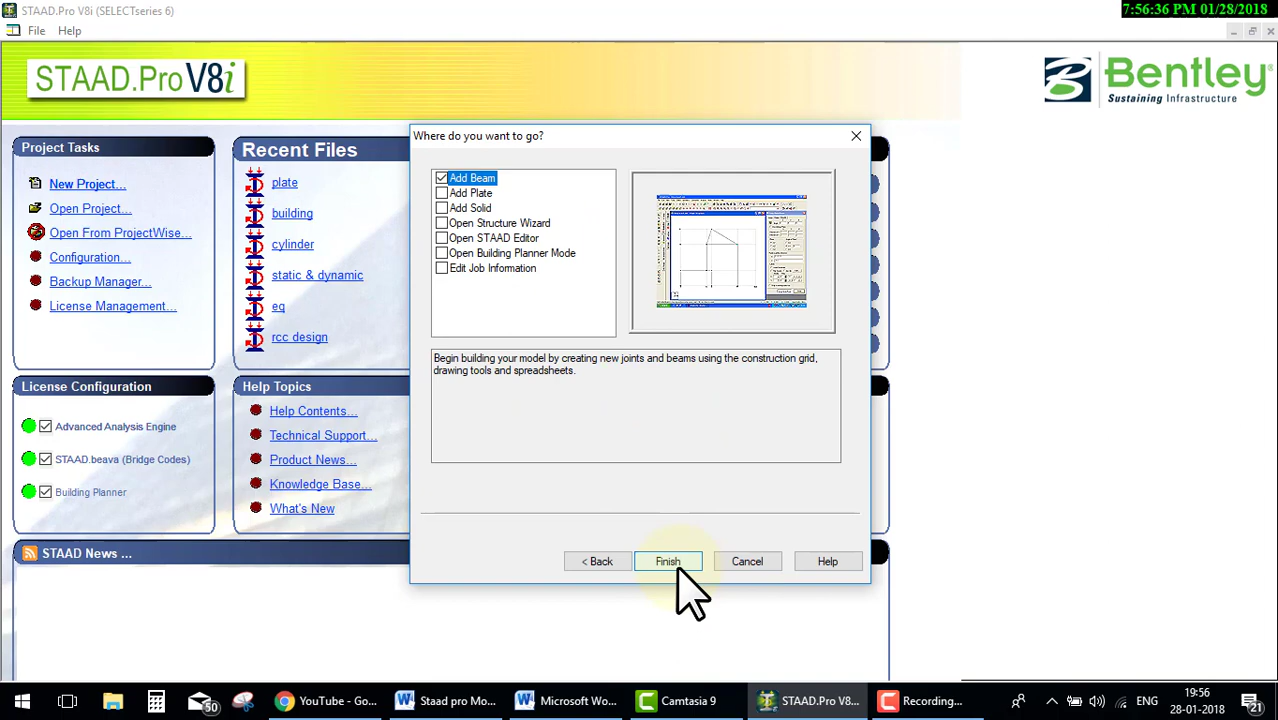 STAAD.Pro V8i (SELECTseries 6)
7:56:36 PM 01/28/2018
File Help
STAAD.Pro V8i
Bentley®
Sustaining Infrastructure
Project Tasks
New Project...
Open Project...
Open From ProjectWise...
Configuration...
Backup Manager...
License Management...
Recent Files
plate
building
cylinder
static & dynamic
eq
rcc design
License Configuration
Advanced Analysis Engine
STAAD.beava (Bridge Codes)
Building Planner
Help Topics
Help Contents...
Technical Support...
Product News...
Knowledge Base...
What's New
STAAD News ...
Where do you want to go?
Add Beam
Add Plate
Add Solid
Open Structure Wizard
Open STAAD Editor
Open Building Planner Mode
Edit Job Information
Begin building your model by creating new joints and beams using the construction grid,
drawing tools and spreadsheets.
< Back
Finish
Cancel
Help
50
YouTube - Go...
Staad pro Mo...
Microsoft Wo...
Camtasia 9
STAAD.Pro V8...
Recording...
ENG
19:56
28-01-2018
21